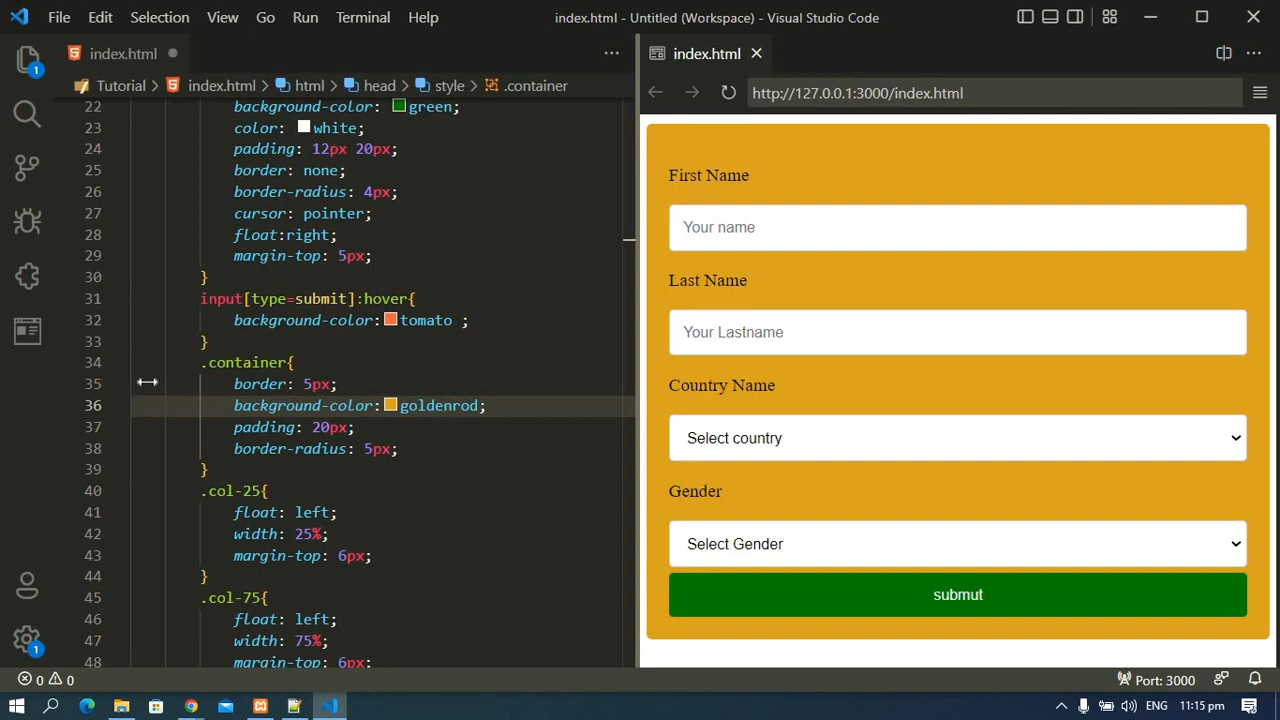 File Edit Selection View Go Run Terminal Help index.html - Untitled (Workspace) - Visual Studio Code
index.html
index.html
Tutorial > index.html > html > head > style > .container
http://127.0.0.1:3000/index.html
22 background-color: green;
23 color: white;
24 padding: 12px 20px;
25 border: none;
26 border-radius: 4px;
27 cursor: pointer;
28 float:right;
29 margin-top: 5px;
30 }
31 input[type=submit]:hover{
32 background-color: tomato ;
33 }
34 .container{
35 border: 5px;
36 background-color: goldenrod;
37 padding: 20px;
38 border-radius: 5px;
39 }
40 .col-25{
41 float: left;
42 width: 25%;
43 margin-top: 6px;
44 }
45 .col-75{
46 float: left;
47 width: 75%;
48 margin-top: 6px;
First Name
Your name
Last Name
Your Lastname
Country Name
Select country
Gender
Select Gender
submut
1
1
0 0
Port: 3000
ENG 11:15 pm